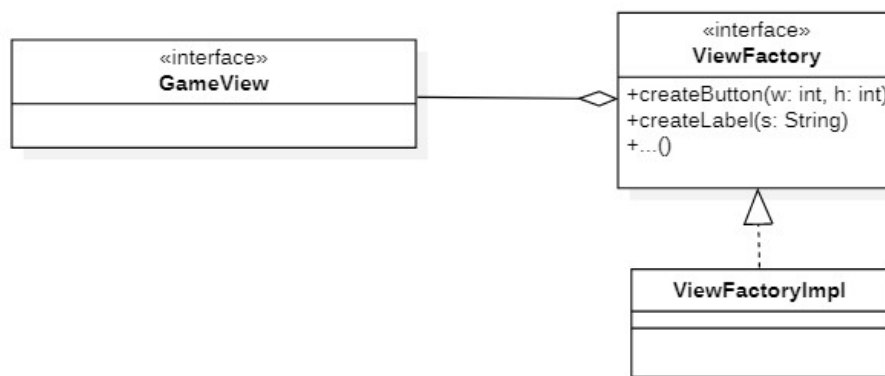 «interface»
GameView
«interface»
ViewFactory
+createButton(w: int, h: int)
+createLabel(s: String)
+...()
ViewFactoryImpl